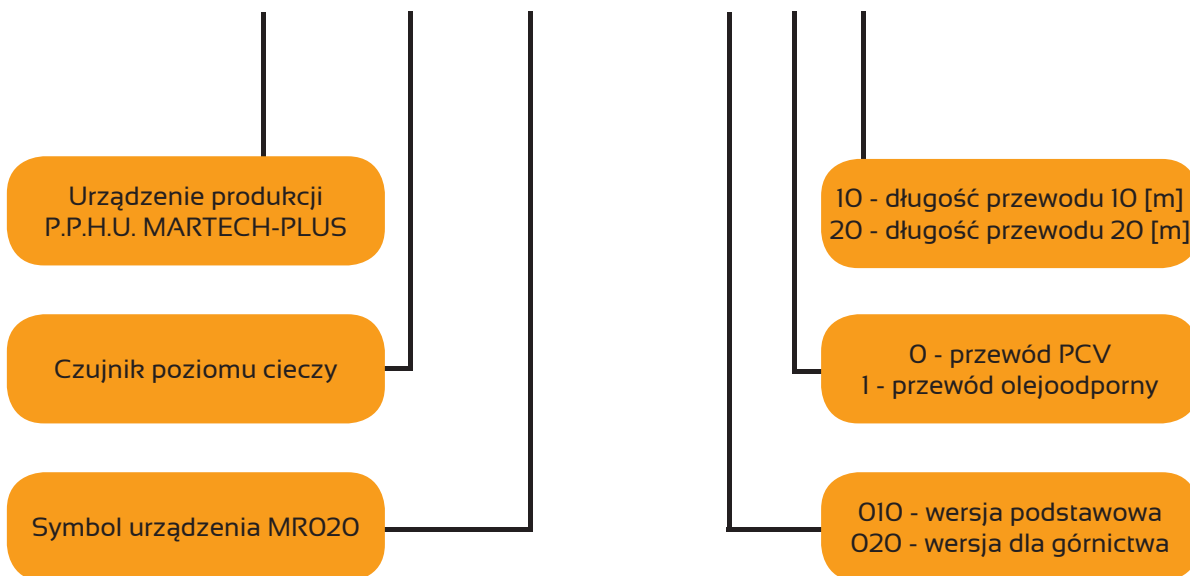 Urządzenie produkcji
P.P.H.U. MARTECH-PLUS
Czujnik poziomu cieczy
Symbol urządzenia MR020
10 - długość przewodu 10 [m]
20 - długość przewodu 20 [m]
0 - przewód PCV
1 - przewód olejoodporny
010 - wersja podstawowa
020 - wersja dla górnictwa